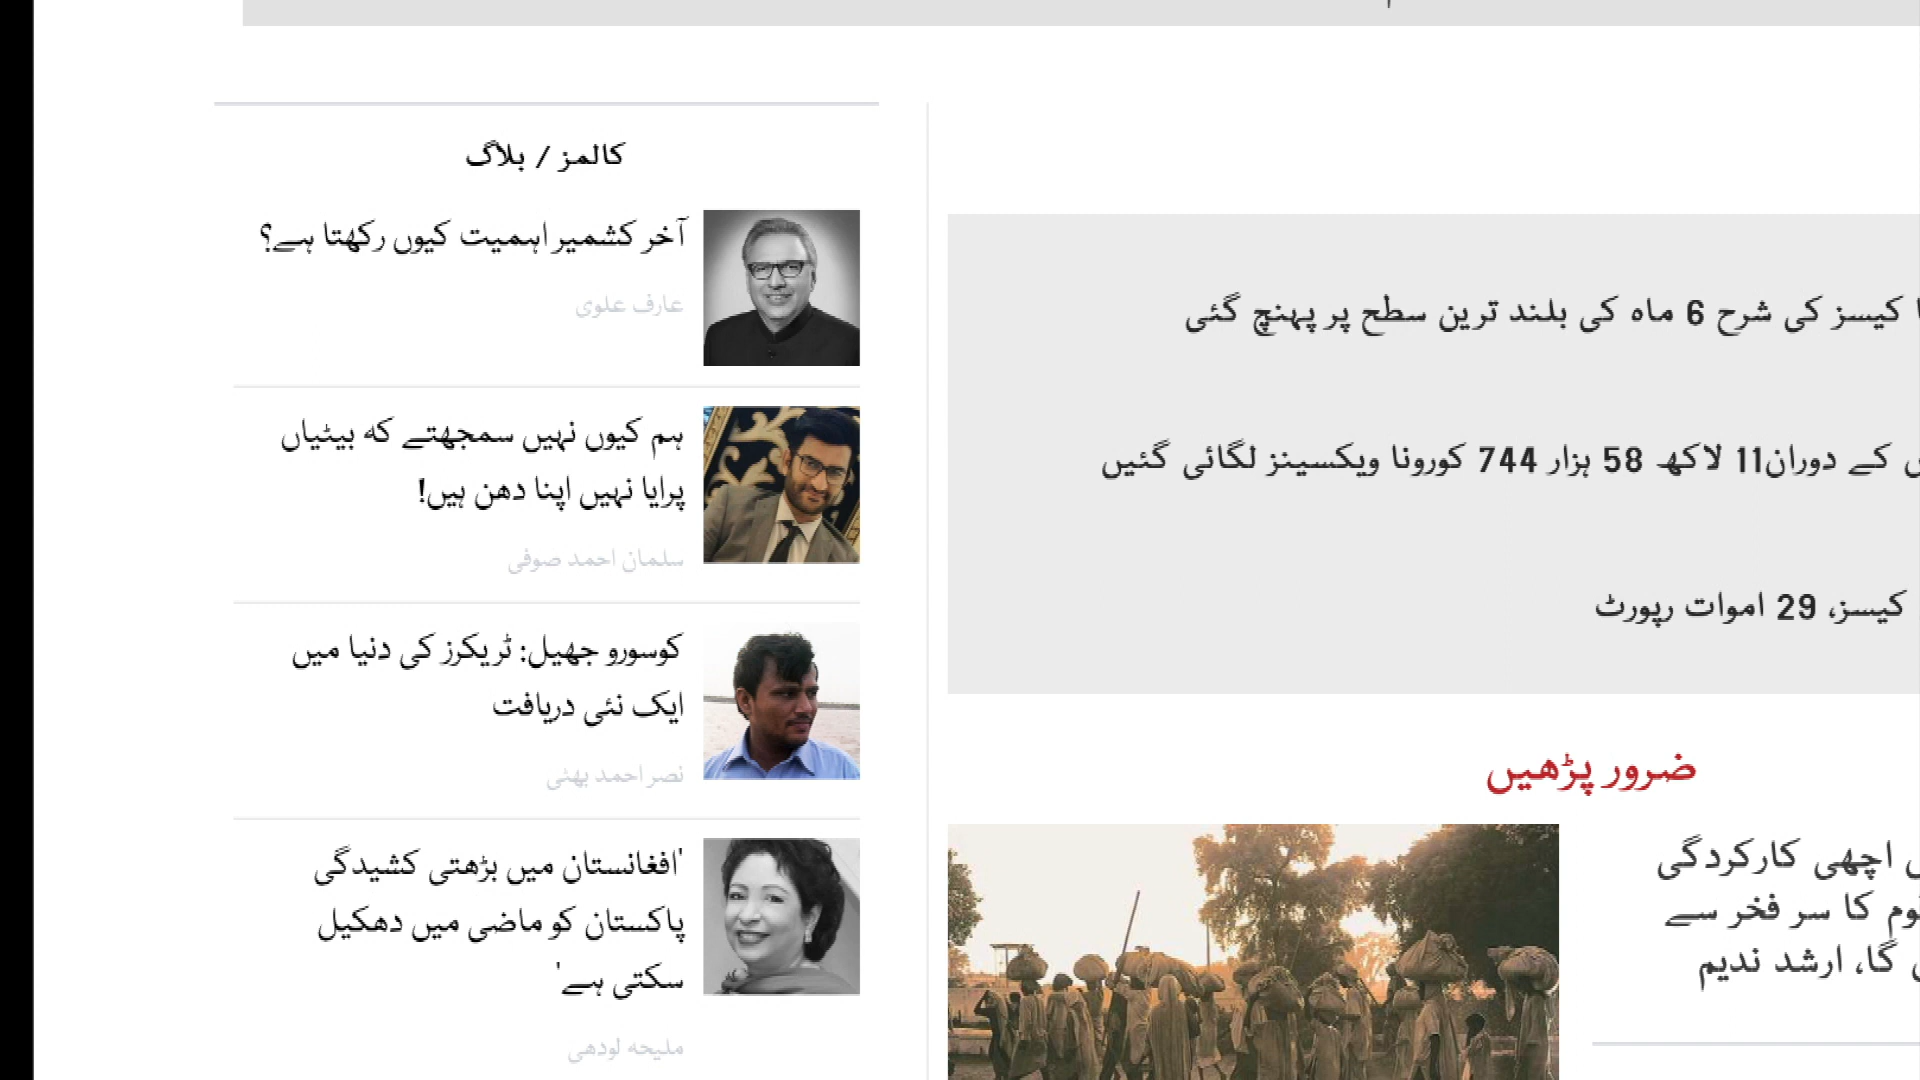 کالمز / بلاگ
آخر کشمیر اہمیت کیوں رکھتا ہے؟
عارف علوی
ہم کیوں نہیں سمجھتے کہ بیٹیاں
پرایا نہیں اپنا دھن ہیں!
سلمان احمد صوفی
کوسورو جھیل: ٹریکرز کی دنیا میں
ایک نئی دریافت
نصر احمد بھٹی
'افغانستان میں بڑھتی کشیدگی
پاکستان کو ماضی میں دھکیل
سکتی ہے'
ملیحہ لودھی
کیسز کی شرح 6 ماہ کی بلند ترین سطح پر پہنچ گئی
کے دوران11 لاکھ 58 ہزار 744 کورونا ویکسینز لگائی گئیں
کیسز، 29 اموات رپورٹ
ضرور پڑھیں
اچھی کارکردگی
کا سر فخر سے
گا، ارشد ندیم